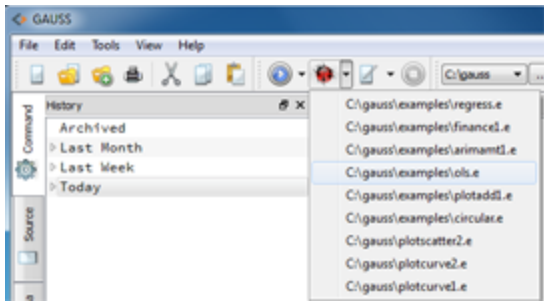 GAUSS
File Edit Tools View Help
C:\gauss ...
Command
Source
History
Archived
Last Month
Last Week
Today
C:\gauss\examples\regress.e
C:\gauss\examples\finance1.e
C:\gauss\examples\arimamt1.e
C:\gauss\examples\ols.e
C:\gauss\examples\plotadd1.e
C:\gauss\examples\circular.e
C:\gauss\plotscatter2.e
C:\gauss\plotcurve2.e
C:\gauss\plotcurve1.e